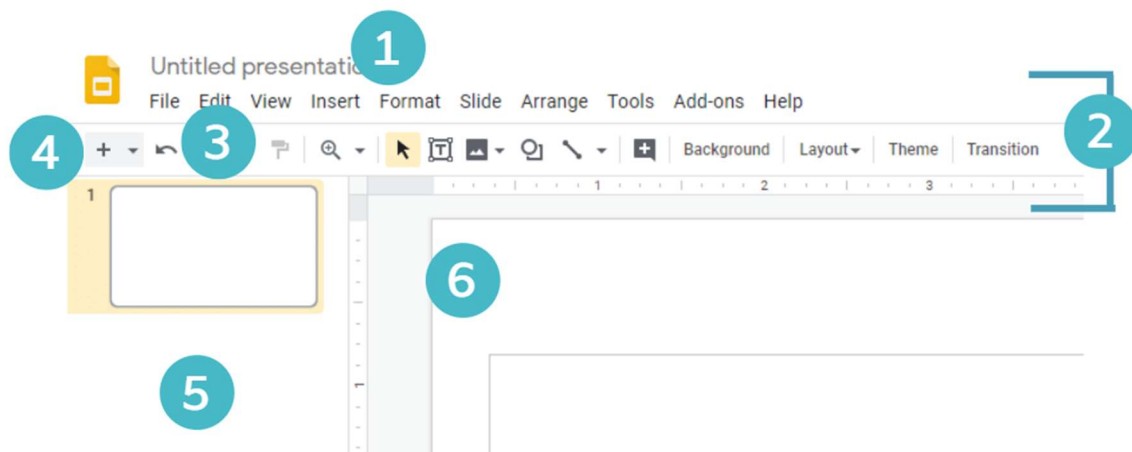 1
Untitled presentatio
File Edit View Insert Format Slide Arrange Tools Add-ons Help
2
4 3 Background Layout Theme Transition
1 1 2 3
6
5
1